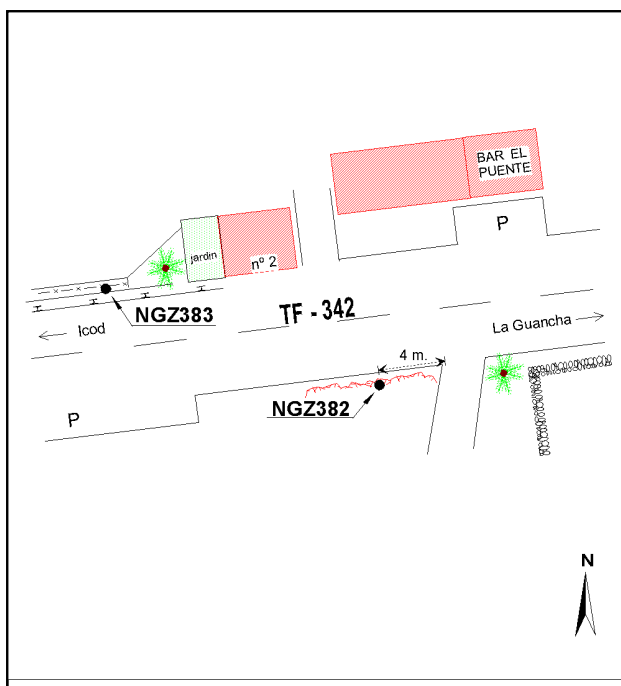 BAR EL
PUENTE
P
jardin
nº 2
NGZ383
TF - 342
Icod
La Guancha
4 m.
NGZ382
P
N